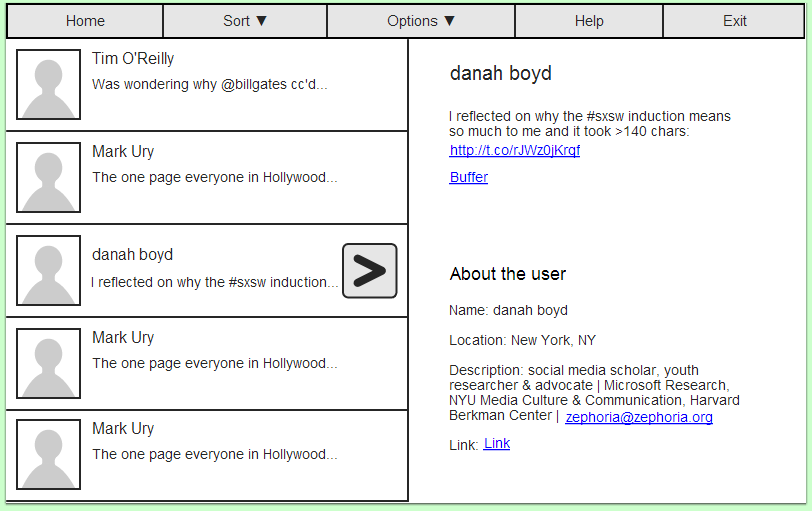 Home Sort ▼ Options ▼ Help Exit
Tim O'Reilly
Was wondering why @billgates cc'd...
Mark Ury
The one page everyone in Hollywood...
danah boyd
I reflected on why the #sxsw induction...
>
Mark Ury
The one page everyone in Hollywood...
Mark Ury
The one page everyone in Hollywood...
danah boyd
I reflected on why the #sxsw induction means
so much to me and it took >140 chars:
http://t.co/rJWz0jKrqf
Buffer
About the user
Name: danah boyd
Location: New York, NY
Description: social media scholar, youth
researcher & advocate | Microsoft Research,
NYU Media Culture & Communication, Harvard
Berkman Center | zephoria@zephoria.org
Link: Link